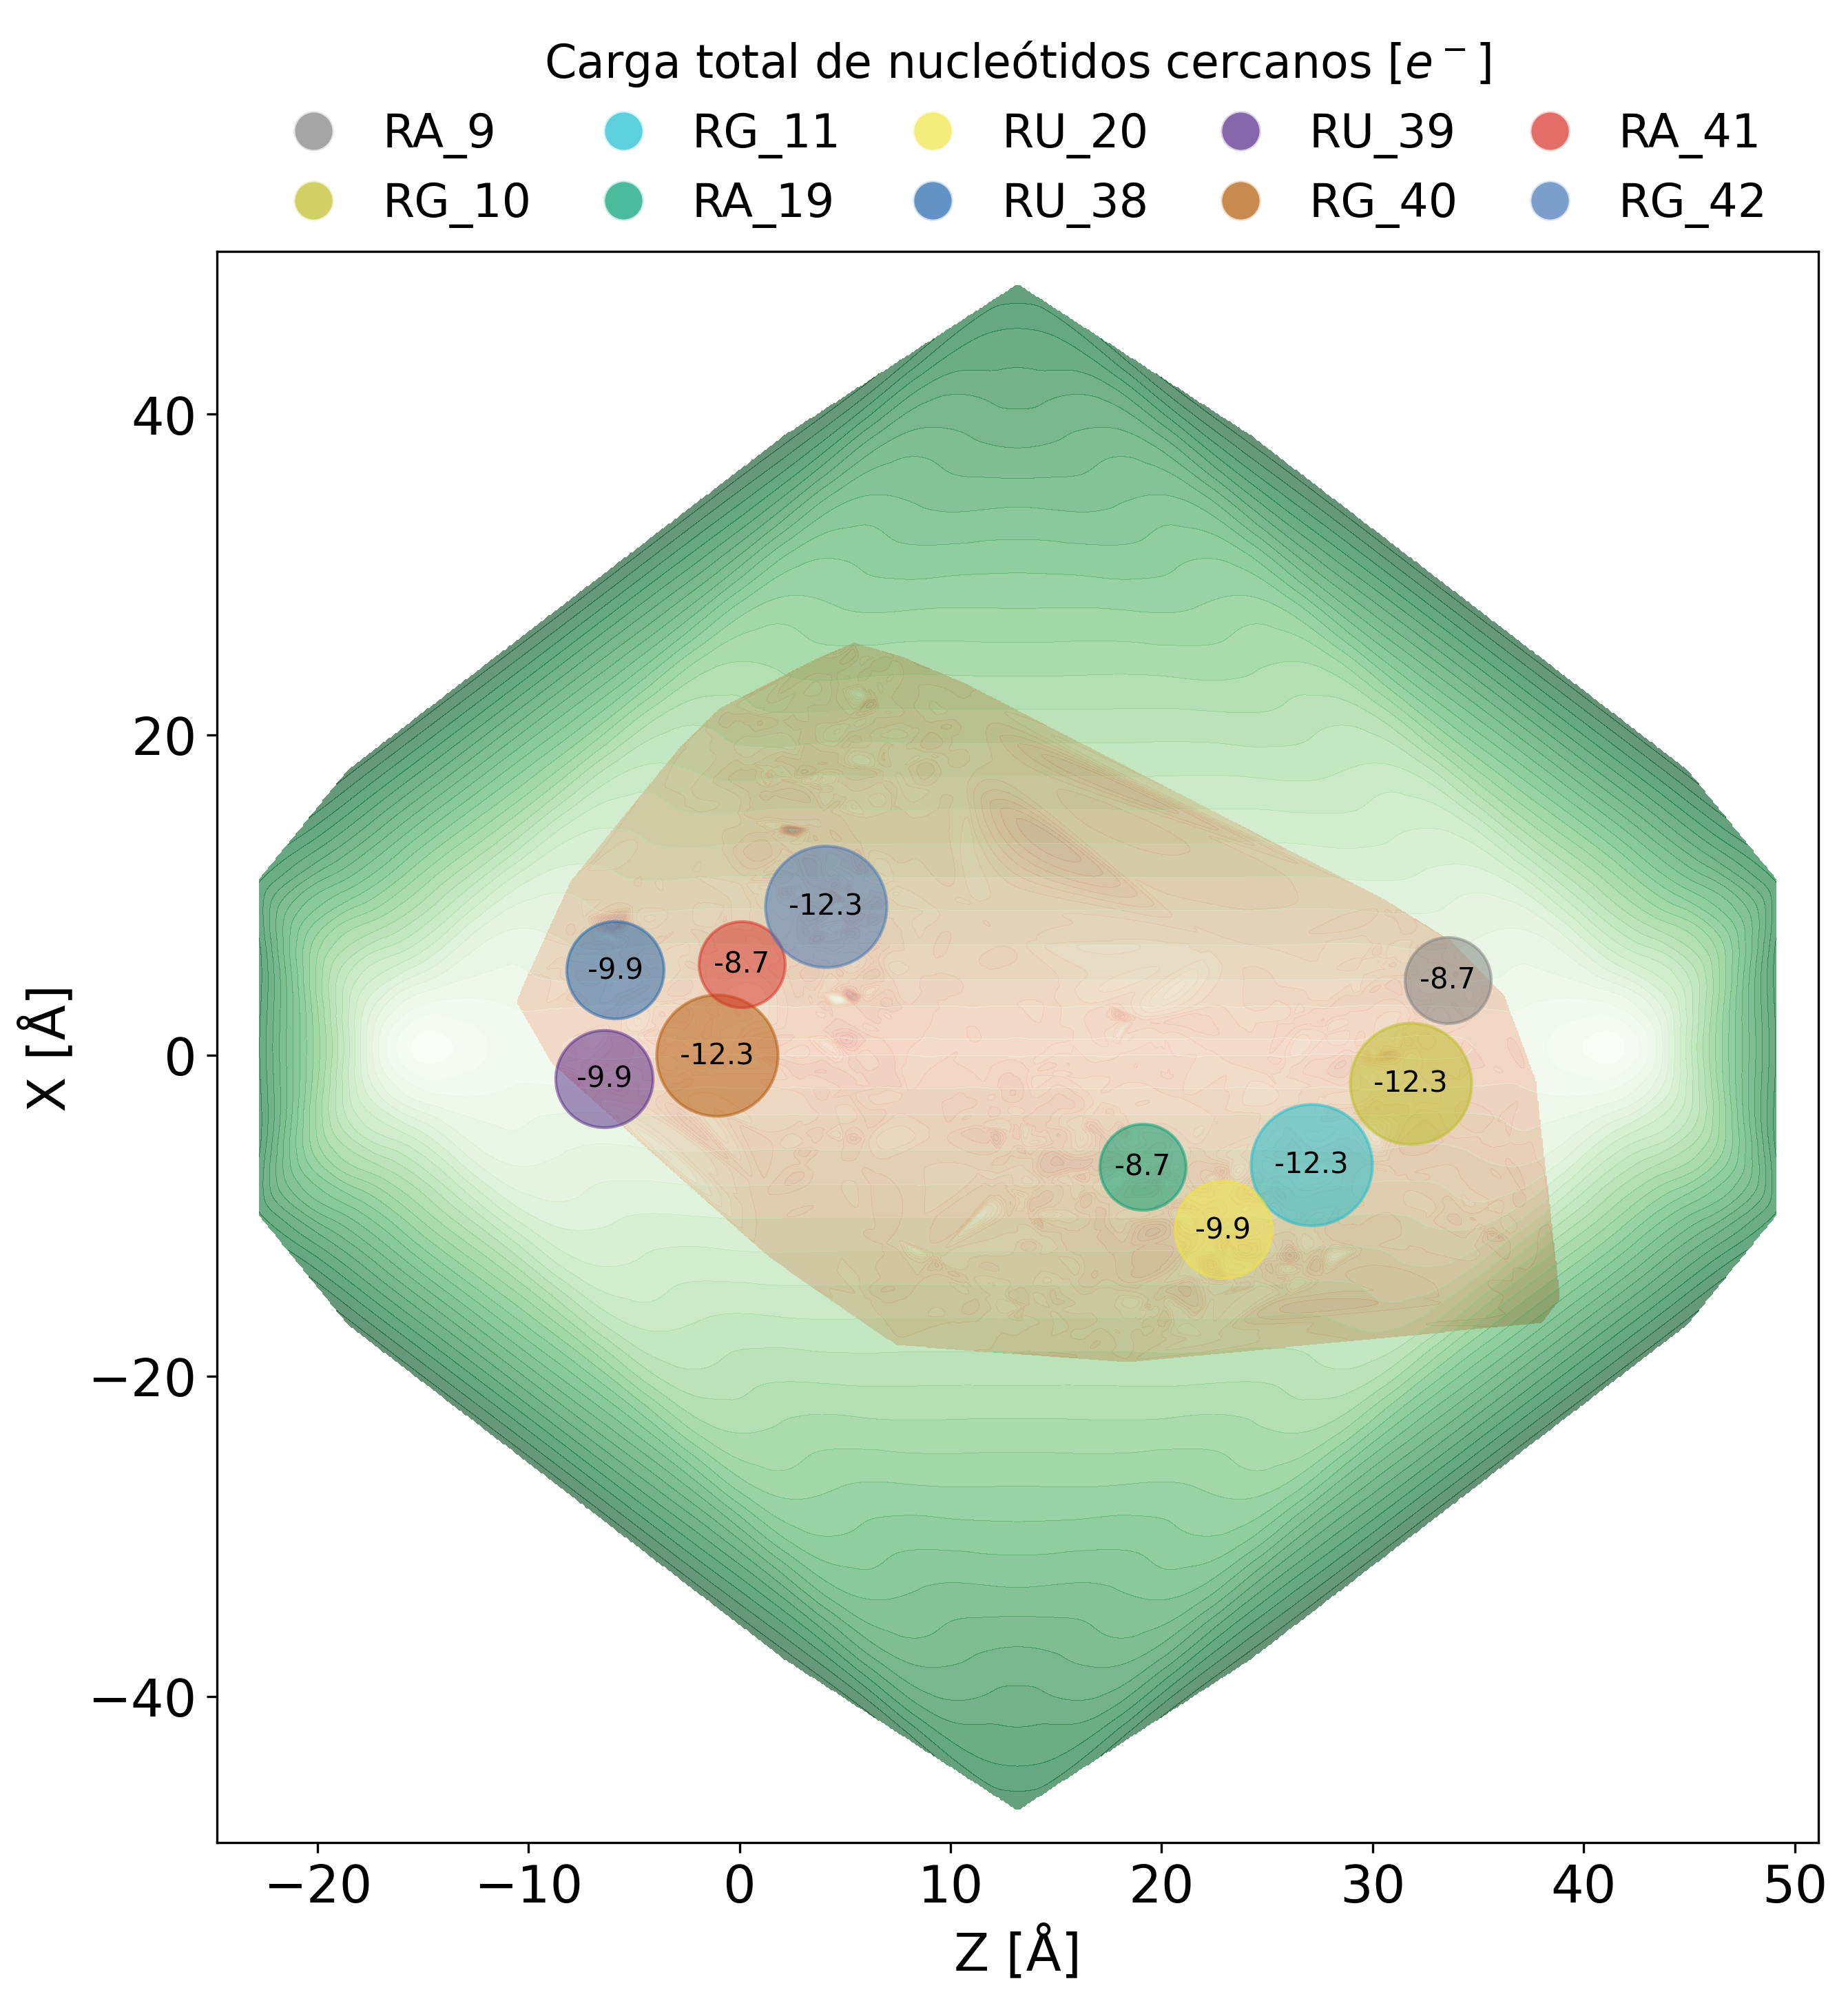 Carga total de nucleótidos cercanos [e⁻]
RA_9 RG_11 RU_20 RU_39 RA_41
RG_10 RA_19 RU_38 RG_40 RG_42
40
20
0
−20
−40
X [Å]
-12.3
-9.9
-8.7
-8.7
-12.3
-9.9
-12.3
-8.7
-12.3
-9.9
−20 −10 0 10 20 30 40 50
Z [Å]